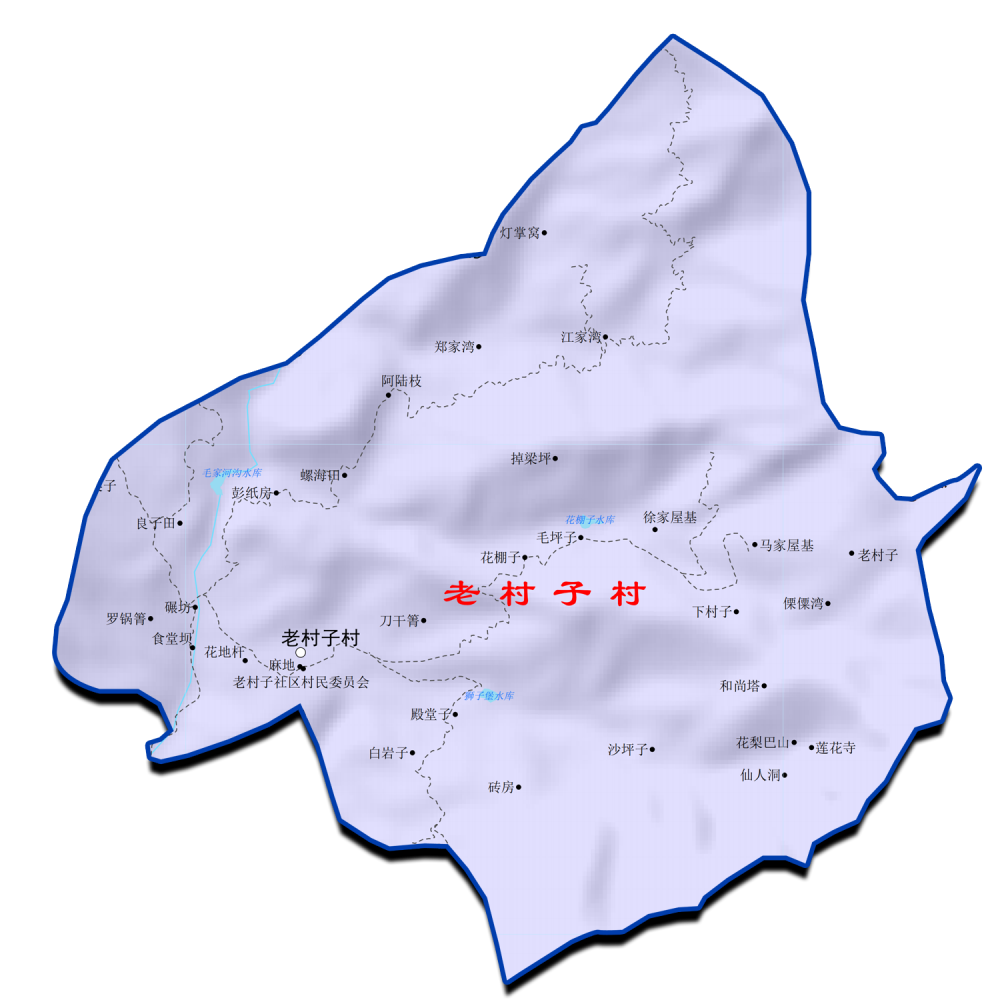 灯掌窝
江家湾
郑家湾
阿陆枝
掉梁坪
毛家河沟水库
螺海田
彭纸房
子
良子田
花棚子水库
徐家屋基
毛坪子
马家屋基
老村子
花棚子
老村子村
傈僳湾
碾坊
下村子
罗锅箐
刀干箐
食堂坝
老村子村
花地杆
麻地
老村子社区村民委员会
和尚塔
狮子堡水库
殿堂子
花梨巴山
莲花寺
白岩子
沙坪子
仙人洞
砖房